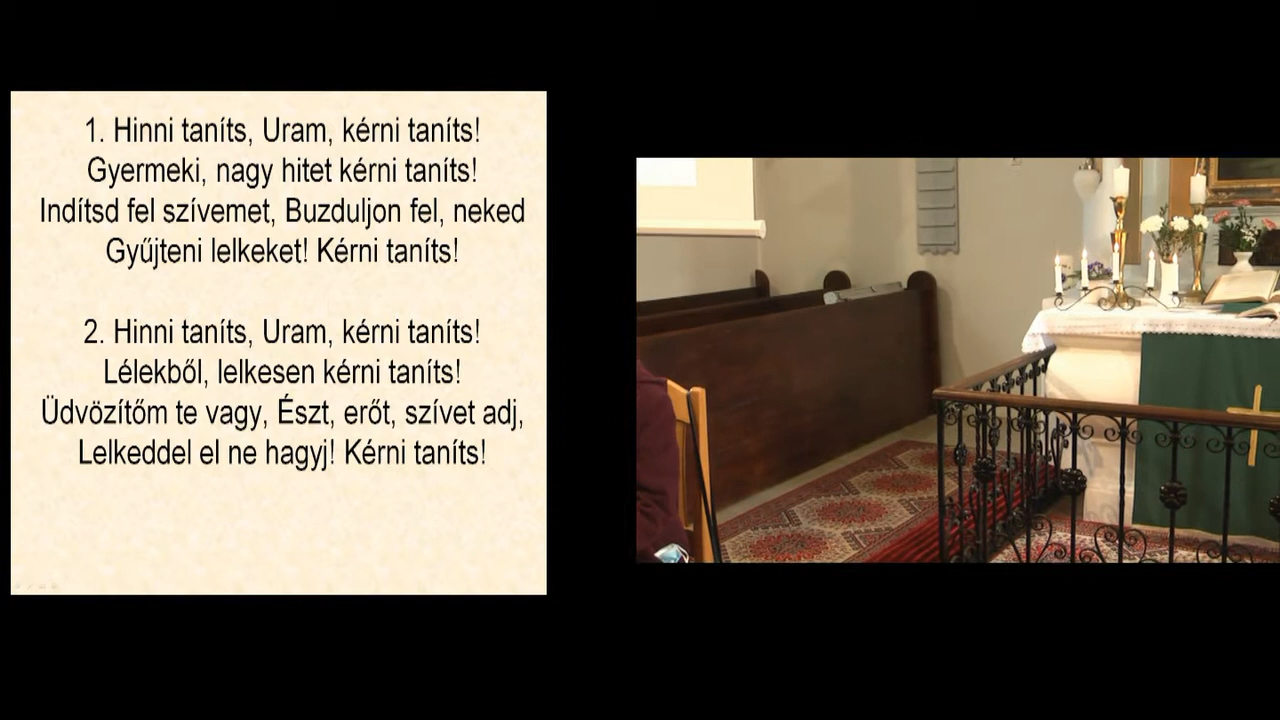 1. Hinni taníts, Uram, kérni taníts!
Gyermeki, nagy hitet kérni taníts!
Indítsd fel szívemet, Buzduljon fel, neked
Gyűjteni lelkeket! Kérni taníts!
2. Hinni taníts, Uram, kérni taníts!
Lélekből, lelkesen kérni taníts!
Üdvözítőm te vagy, Észt, erőt, szívet adj,
Lelkeddel el ne hagyj! Kérni taníts!